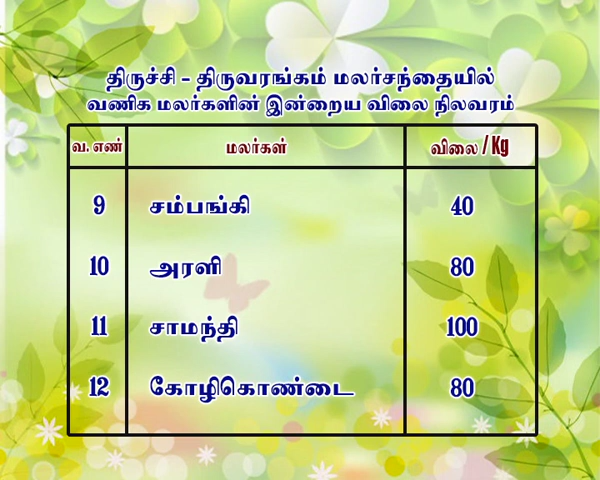 திருச்சி - திருவரங்கம் மலர்சந்தையில்
வணிக மலர்களின் இன்றைய விலை நிலவரம்
வ. எண் மலர்கள் விலை / Kg
9 சம்பங்கி 40
10 அரளி 80
11 சாமந்தி 100
12 கோழிகொண்டை 80